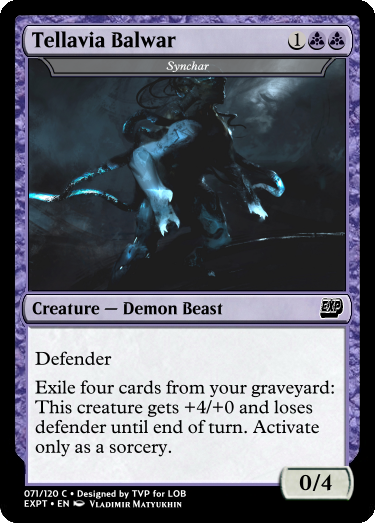 Tellavia Balwar 1
Synchar
Creature — Demon Beast EXP
Defender
Exile four cards from your graveyard:
This creature gets +4/+0 and loses
defender until end of turn. Activate
only as a sorcery.
0/4
071/120 C • Designed by TVP for LOB
EXPT • EN Vladimir Matyukhin